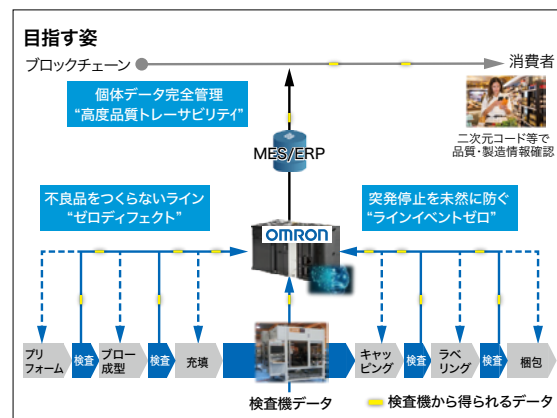 目指す姿
ブロックチェーン
消費者
個体データ完全管理
“高度品質トレーサビリティ”
二次元コード等で
品質・製造情報確認
MES/ERP
不良品をつくらないライン
“ゼロディフェクト”
突発停止を未然に防ぐ
“ラインイベントゼロ”
OMRON
プリ
フォーム
検査
ブロー
成型
検査
充填
キャッ
ピング
検査
ラベ
リング
検査
梱包
検査機データ
検査機から得られるデータ